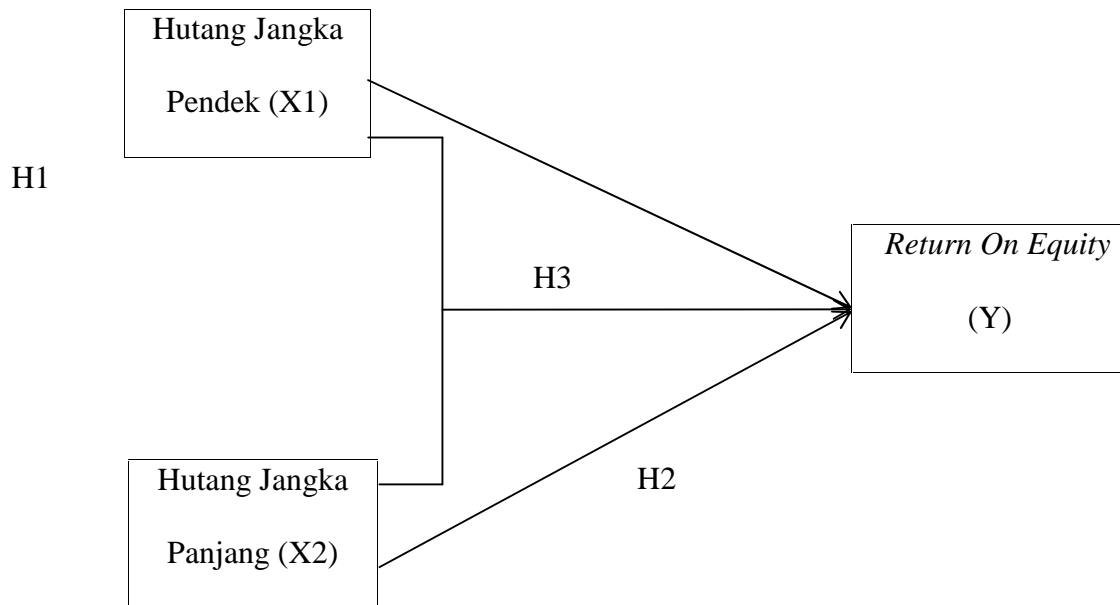 Hutang Jangka
Pendek (X1)
H1
Return On Equity
(Y)
H3
Hutang Jangka
Panjang (X2)
H2